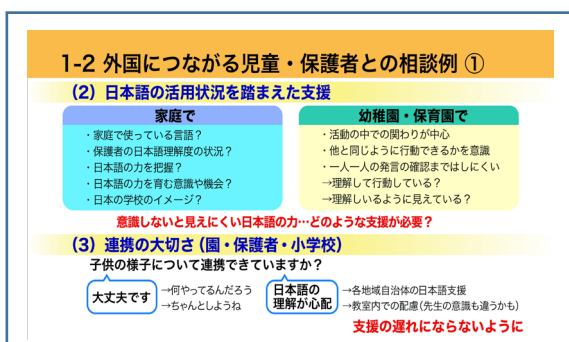 1-2 外国につながる児童・保護者との相談例 ①
(2) 日本語の活用状況を踏まえた支援
家庭で
・家庭で使っている言語？
・保護者の日本語理解度の状況？
・日本語の力を把握？
・日本語の力を育む意識や機会？
・日本の学校のイメージ？
幼稚園・保育園で
・活動の中での関わりが中心
・他と同じように行動できるかを意識
・一人一人の発言の確認まではしにくい
→理解して行動している？
→理解しいるように見えている？
意識しないと見えにくい日本語の力…どのような支援が必要？
(3) 連携の大切さ（園・保護者・小学校）
子供の様子について連携できていますか？
大丈夫です
→何やってるんだろう
→ちゃんとしようね
日本語の
理解が心配
→各地域自治体の日本語支援
→教室内での配慮(先生の意識も違うかも)
支援の遅れにならないように